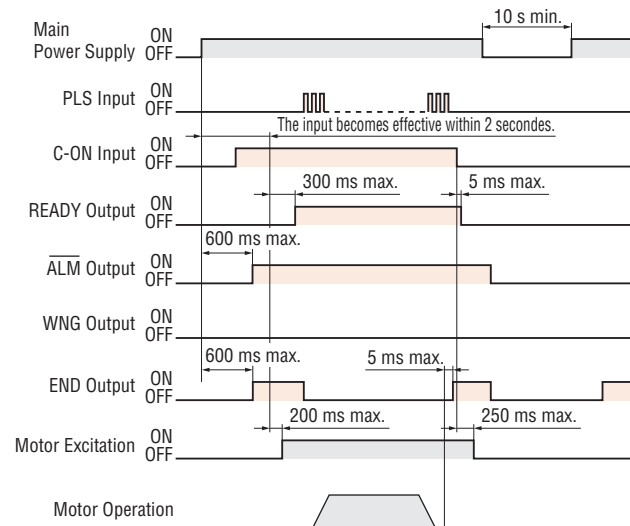 10 s min.
Main
Power Supply ON
OFF
PLS Input ON
OFF
The input becomes effective within 2 secondes.
C-ON Input ON
OFF
300 ms max. 5 ms max.
READY Output ON
OFF
600 ms max.
A̅L̅M̅ Output ON
OFF
WNG Output ON
OFF
600 ms max. 5 ms max.
END Output ON
OFF
200 ms max. 250 ms max.
Motor Excitation ON
OFF
Motor Operation